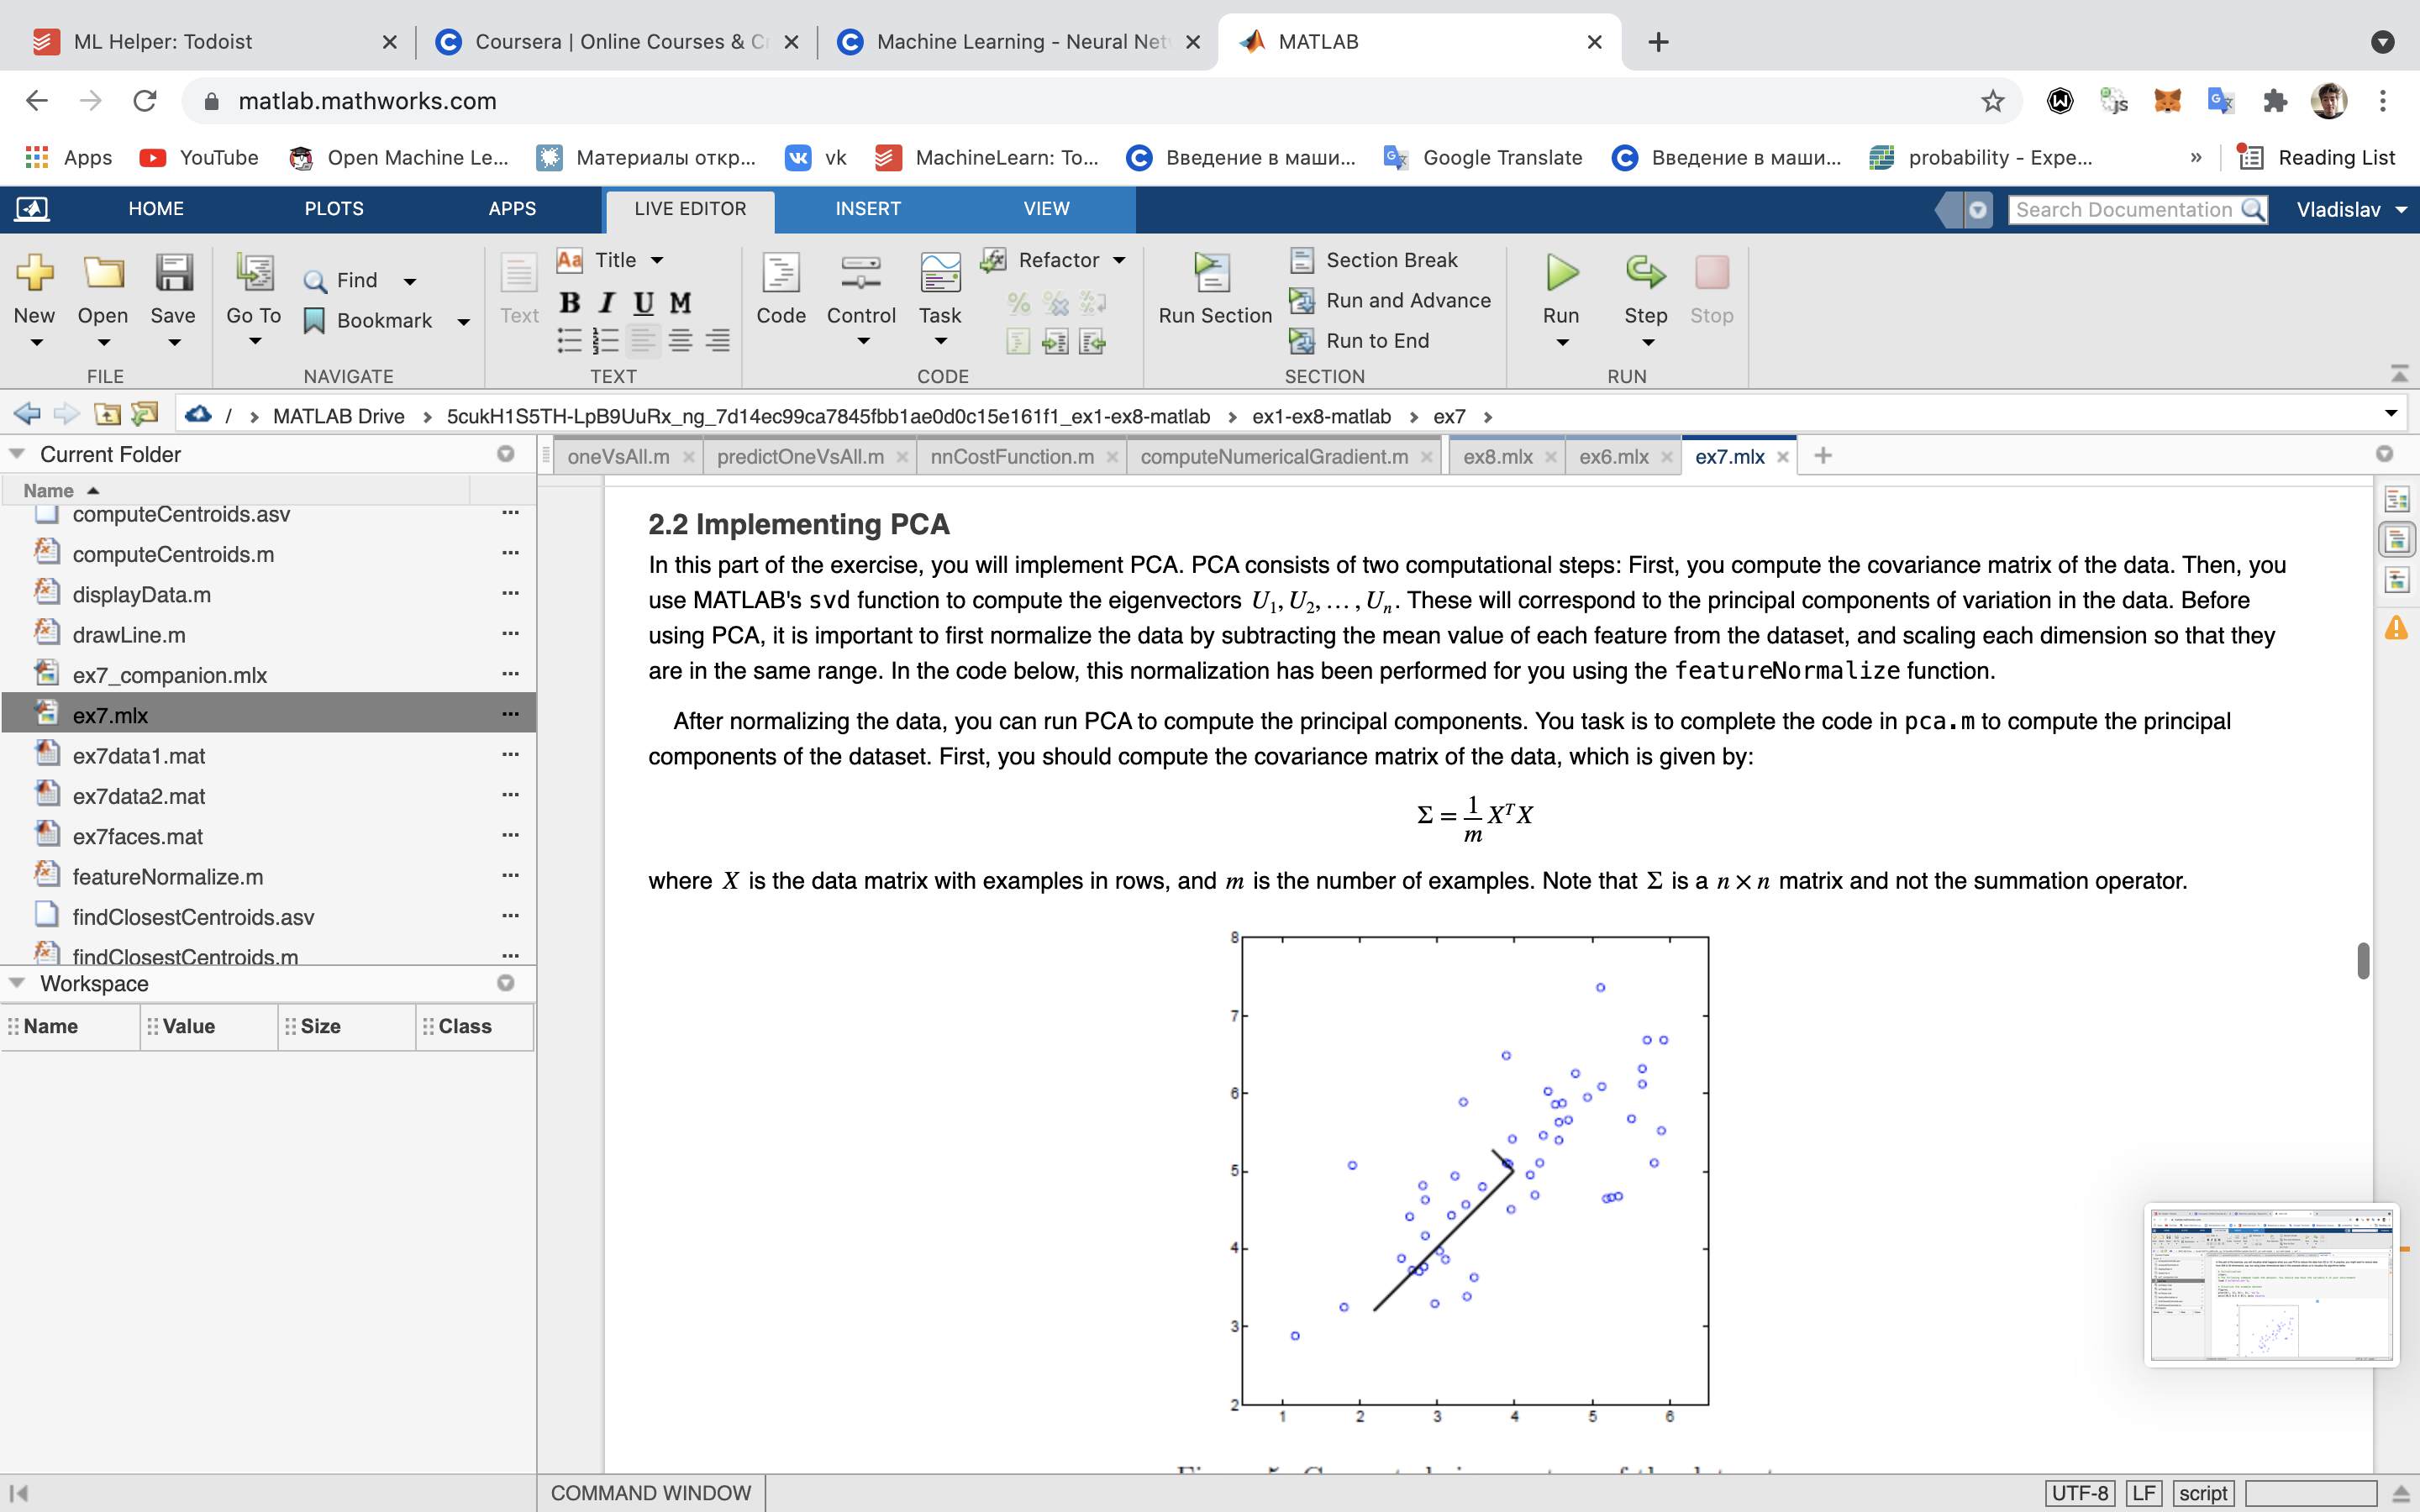 ML Helper: Todoist
Coursera | Online Courses & Cr
Machine Learning - Neural Netw
MATLAB
matlab.mathworks.com
Apps
YouTube
Open Machine Le...
Материалы откр...
vk
MachineLearn: To...
Введение в маши...
Google Translate
Введение в маши...
probability - Expe...
»
Reading List
HOME
PLOTS
APPS
LIVE EDITOR
INSERT
VIEW
Search Documentation
Vladislav
New
Open
Save
FILE
Go To
Find
Bookmark
NAVIGATE
Text
Aa Title
B I U M
TEXT
Code
Control
Task
Refactor
CODE
Run Section
Section Break
Run and Advance
Run to End
SECTION
Run
Step
Stop
RUN
/ › MATLAB Drive › 5cukH1S5TH-LpB9UuRx_ng_7d14ec99ca7845fbb1ae0d0c15e161f1_ex1-ex8-matlab › ex1-ex8-matlab › ex7 ›
Current Folder
Name
computeCentroids.asv
computeCentroids.m
displayData.m
drawLine.m
ex7_companion.mlx
ex7.mlx
ex7data1.mat
ex7data2.mat
ex7faces.mat
featureNormalize.m
findClosestCentroids.asv
findClosestCentroids.m
Workspace
Name Value Size Class
oneVsAll.m
predictOneVsAll.m
nnCostFunction.m
computeNumericalGradient.m
ex8.mlx
ex6.mlx
ex7.mlx
2.2 Implementing PCA
In this part of the exercise, you will implement PCA. PCA consists of two computational steps: First, you compute the covariance matrix of the data. Then, you
use MATLAB's svd function to compute the eigenvectors U₁, U₂, … , Uₙ. These will correspond to the principal components of variation in the data. Before
using PCA, it is important to first normalize the data by subtracting the mean value of each feature from the dataset, and scaling each dimension so that they
are in the same range. In the code below, this normalization has been performed for you using the featureNormalize function.
After normalizing the data, you can run PCA to compute the principal components. You task is to complete the code in pca.m to compute the principal
components of the dataset. First, you should compute the covariance matrix of the data, which is given by:
Σ = 1/m XᵀX
where X is the data matrix with examples in rows, and m is the number of examples. Note that Σ is a n × n matrix and not the summation operator.
8
7
6
5
4
3
2
1 2 3 4 5 6
COMMAND WINDOW
UTF-8
LF
script